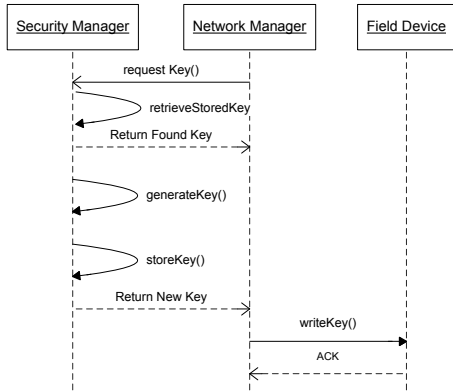 Security Manager
Network Manager
Field Device
request Key()
retrieveStoredKey
Return Found Key
generateKey()
storeKey()
Return New Key
writeKey()
ACK